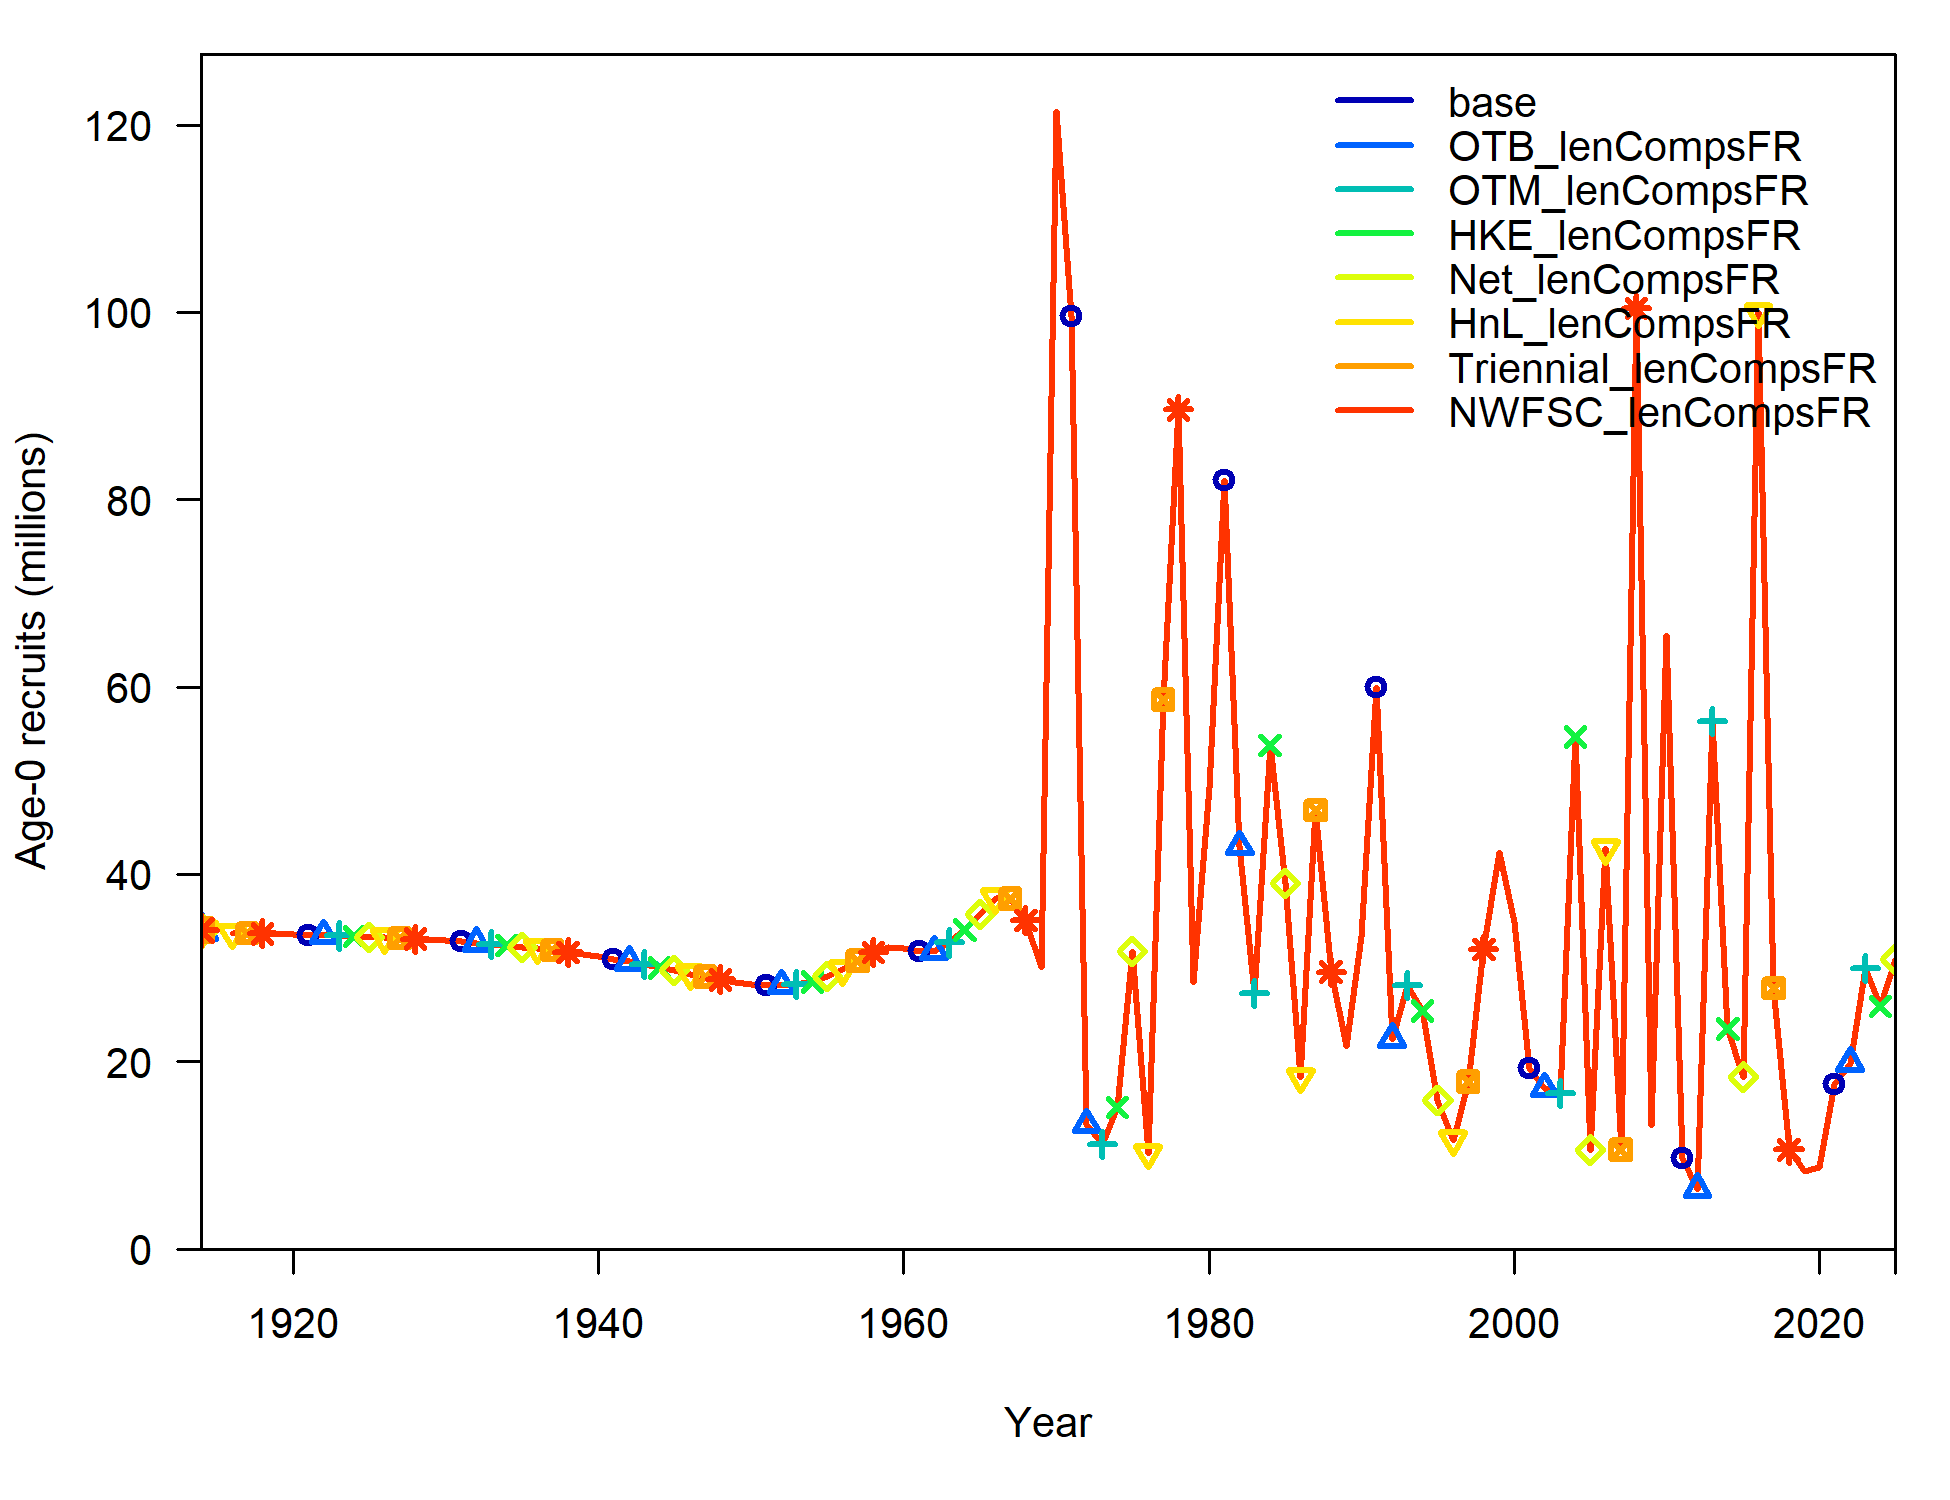 base
OTB_lenCompsFR
OTM_lenCompsFR
HKE_lenCompsFR
Net_lenCompsFR
HnL_lenCompsFR
Triennial_lenCompsFR
NWFSC_lenCompsFR
120
100
80
60
40
20
0
Age-0 recruits (millions)
1920 1940 1960 1980 2000 2020
Year